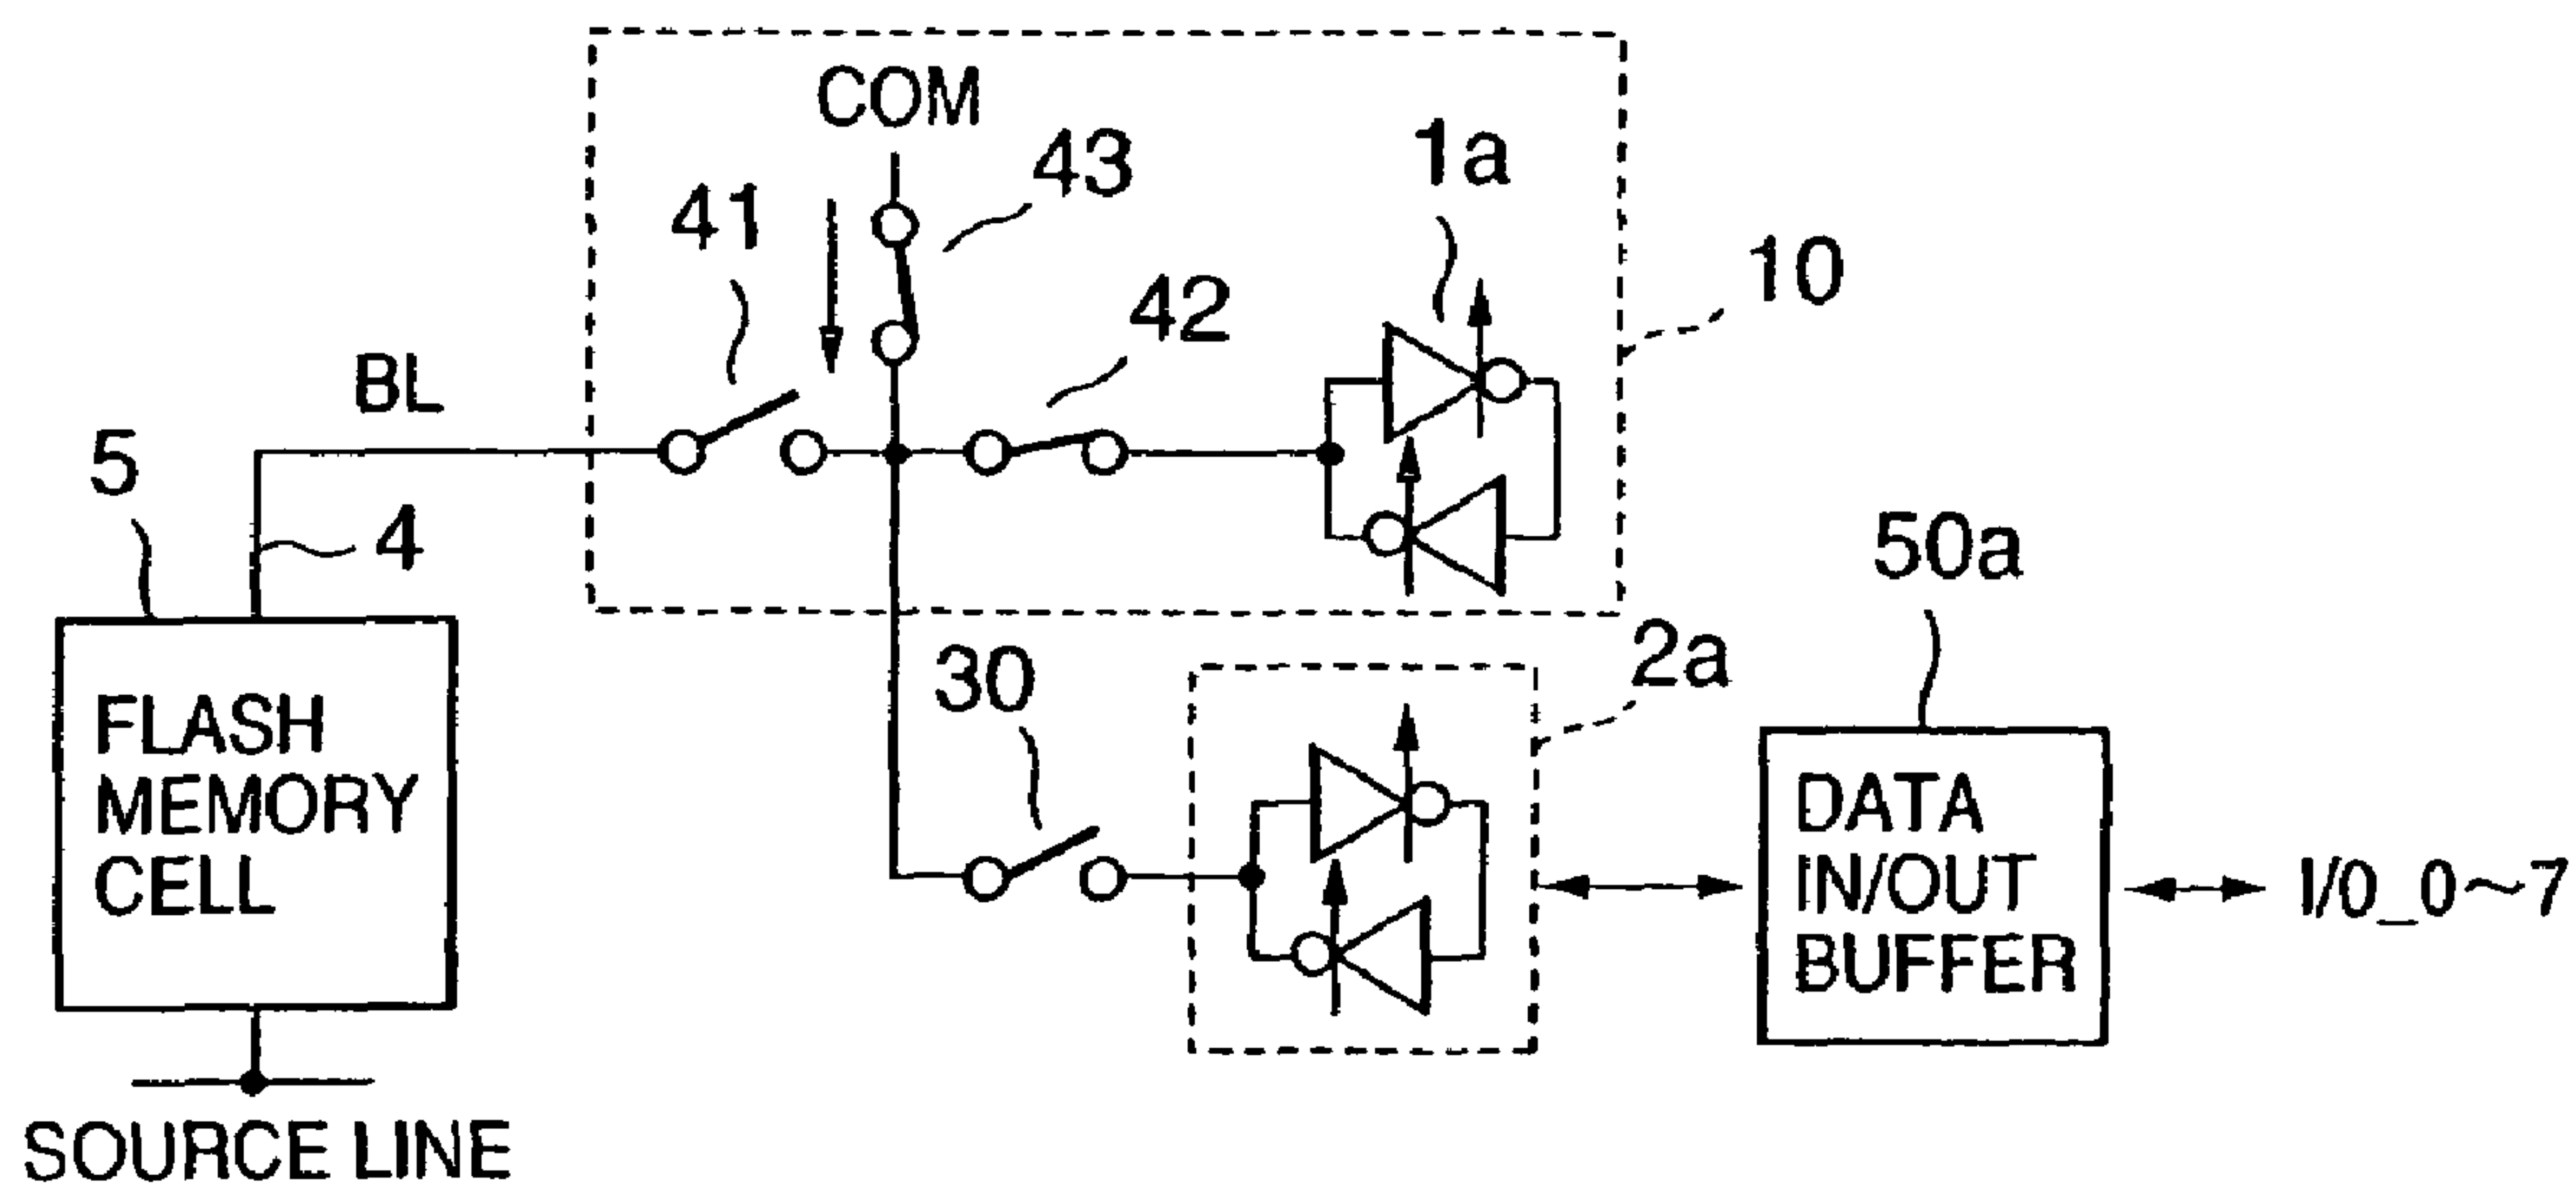 COM
43
1a
41
10
42
BL
5
4
50a
2a
30
FLASH
MEMORY
CELL
DATA
IN/OUT
BUFFER
I/0_0～7
SOURCE LINE